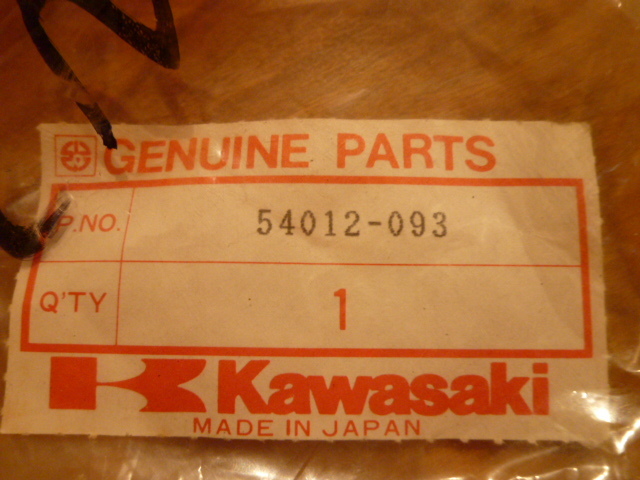 GENUINE PARTS
P.NO. 54012-093
Q'TY 1
Kawasaki
MADE IN JAPAN